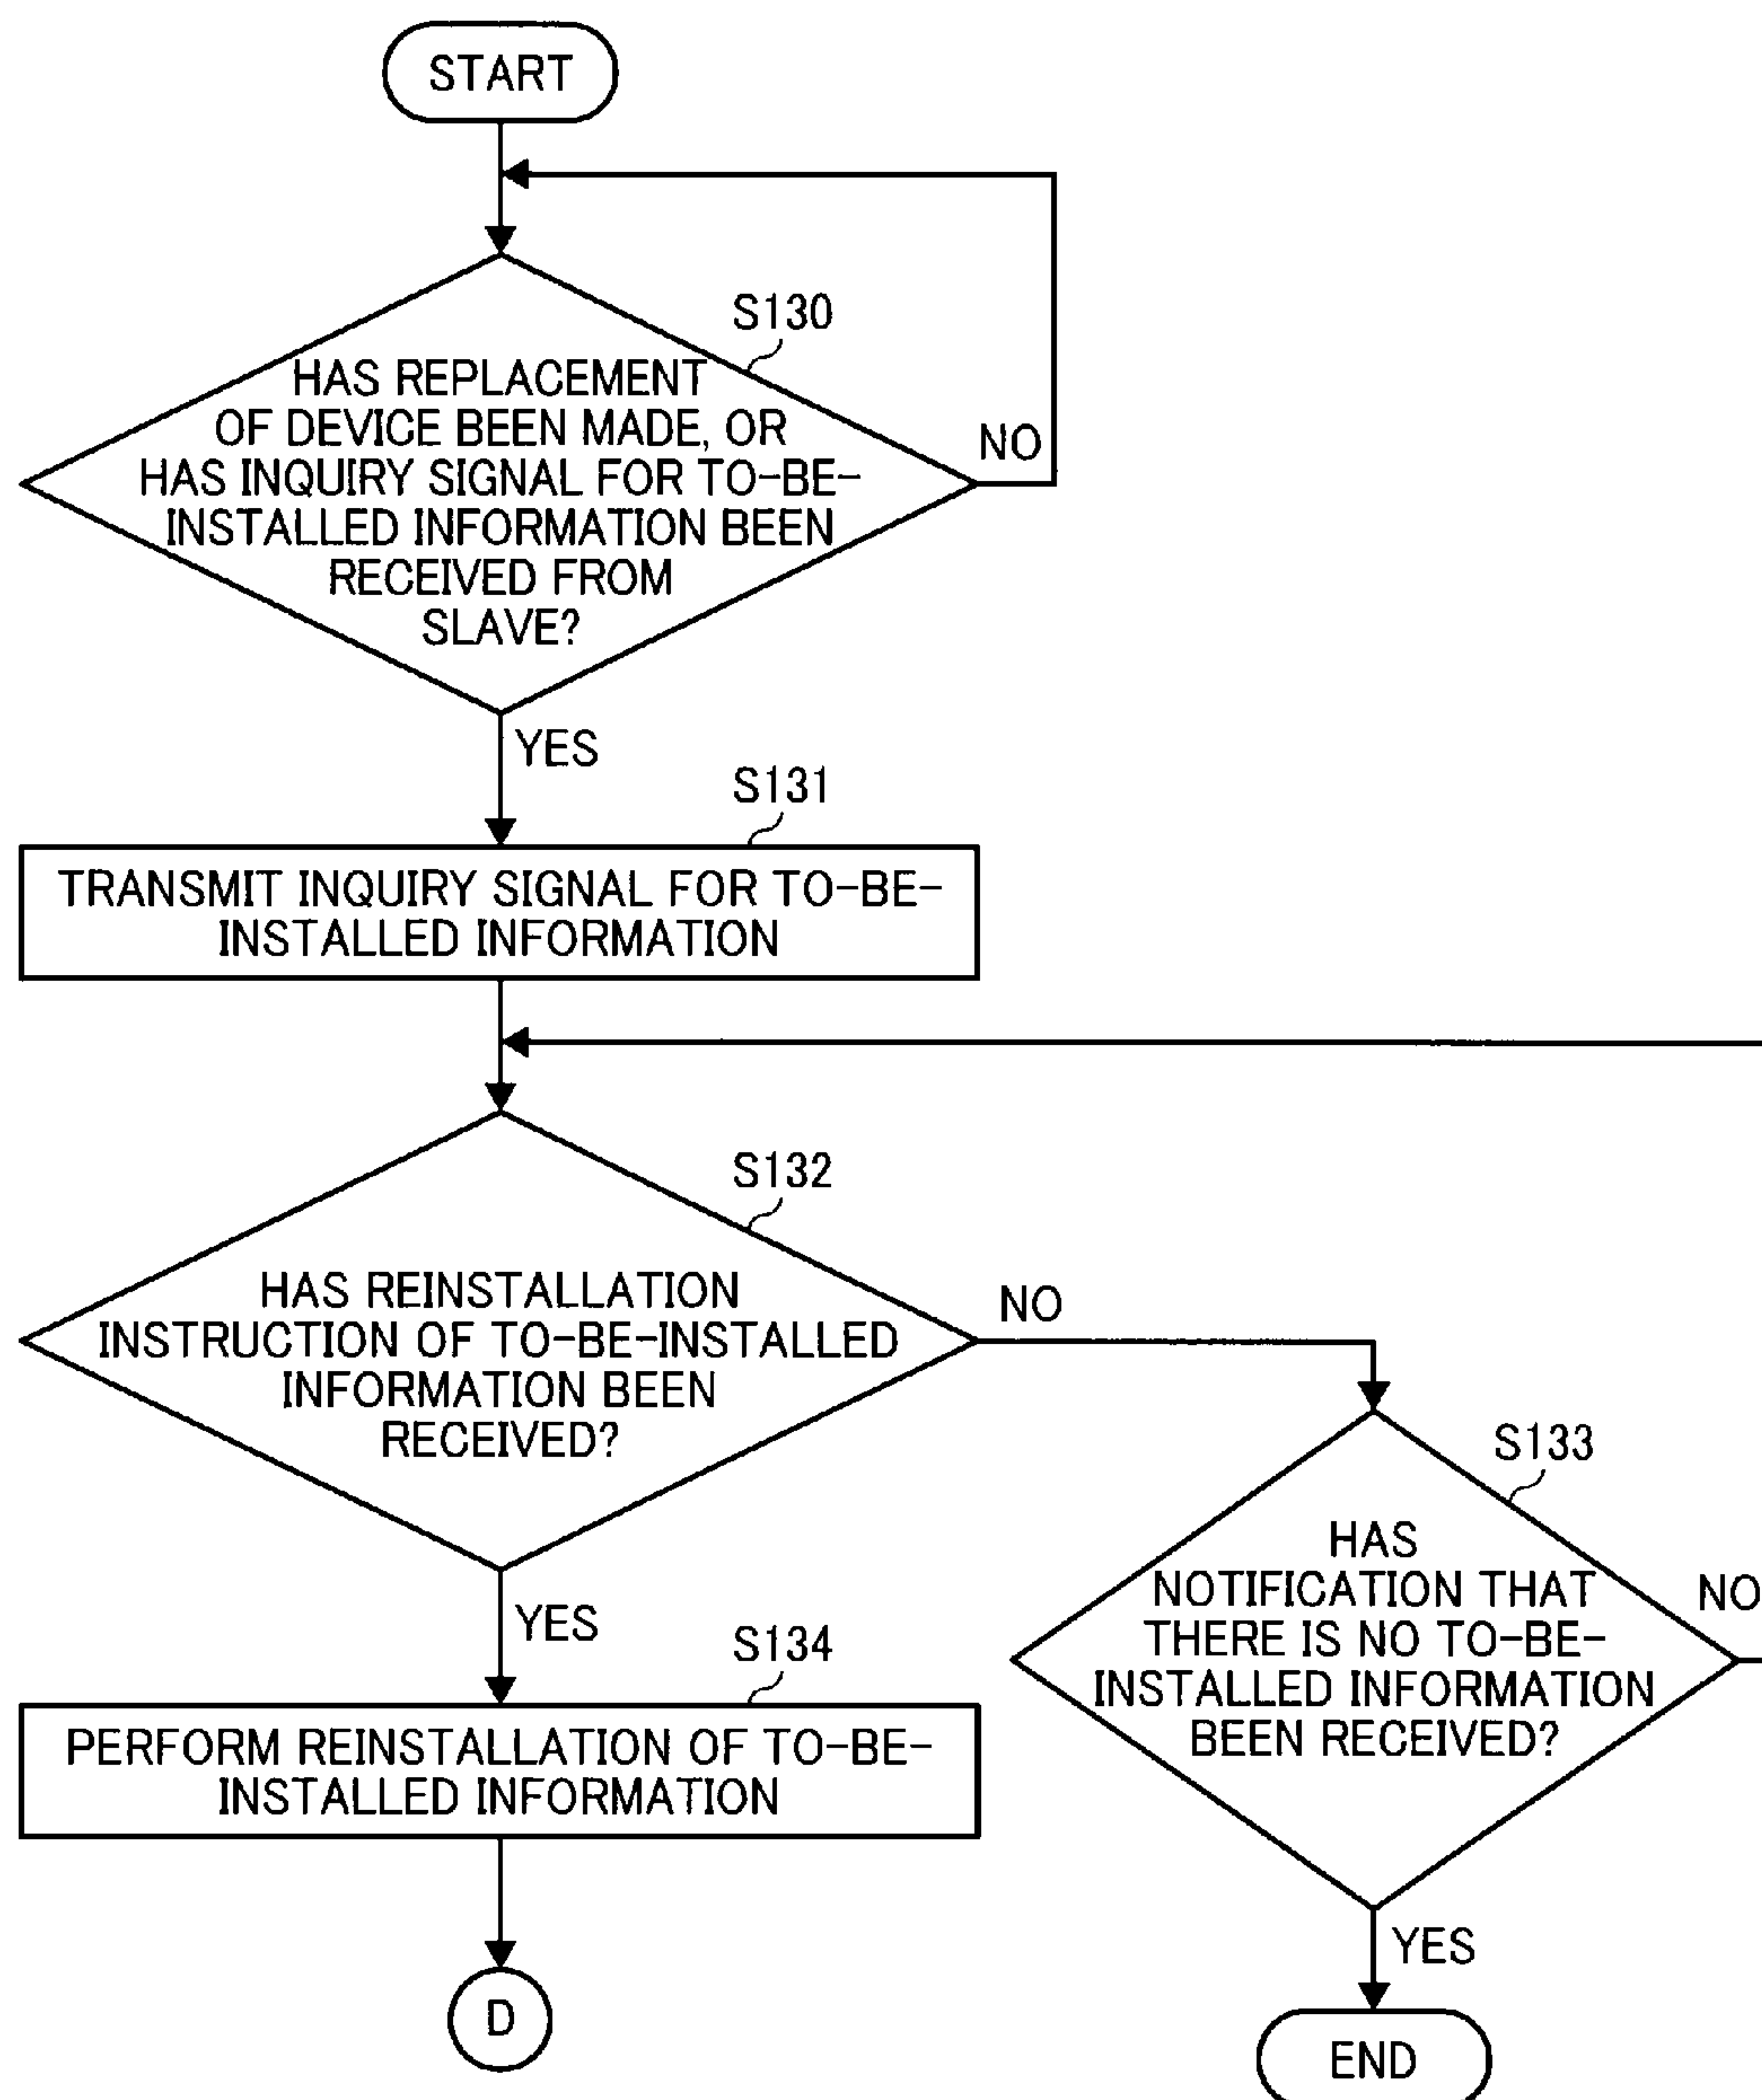 START
S130
HAS REPLACEMENT
OF DEVICE BEEN MADE, OR
HAS INQUIRY SIGNAL FOR TO-BE-
INSTALLED INFORMATION BEEN
RECEIVED FROM
SLAVE?
NO
YES
S131
TRANSMIT INQUIRY SIGNAL FOR TO-BE-
INSTALLED INFORMATION
S132
HAS REINSTALLATION
INSTRUCTION OF TO-BE-INSTALLED
INFORMATION BEEN
RECEIVED?
NO
YES
S133
HAS
NOTIFICATION THAT
THERE IS NO TO-BE-
INSTALLED INFORMATION
BEEN RECEIVED?
NO
YES
S134
PERFORM REINSTALLATION OF TO-BE-
INSTALLED INFORMATION
D
END